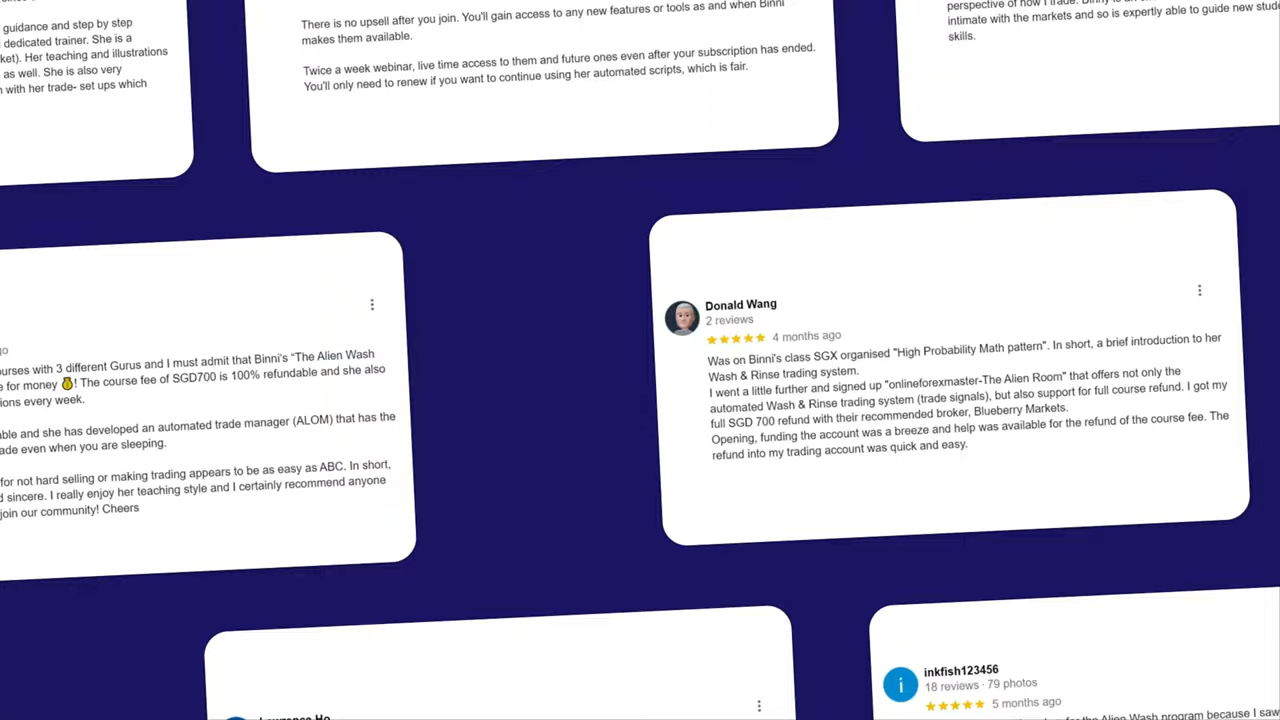 guidance and step by step
dedicated trainer. She is a
ket). Her teaching and illustrations
as well. She is also very
with her trade- set ups which
There is no upsell after you join. You'll gain access to any new features or tools as and when Binni
makes them available.
Twice a week webinar, live time access to them and future ones even after your subscription has ended.
You'll only need to renew if you want to continue using her automated scripts, which is fair.
perspective of how I trade.
intimate with the markets and so is expertly able to guide new
skills.
go
ourses with 3 different Gurus and I must admit that Binni's "The Alien Wash
e for money 💰! The course fee of SGD700 is 100% refundable and she also
ions every week.
able and she has developed an automated trade manager (ALOM) that has the
ade even when you are sleeping.
for not hard selling or making trading appears to be as easy as ABC. In short,
d sincere. I really enjoy her teaching style and I certainly recommend anyone
join our community! Cheers
Donald Wang
2 reviews
4 months ago
Was on Binni's class SGX organised "High Probability Math pattern". In short, a brief introduction to her
Wash & Rinse trading system.
I went a little further and signed up "onlineforexmaster-The Alien Room" that offers not only the
automated Wash & Rinse trading system (trade signals), but also support for full course refund. I got my
full SGD 700 refund with their recommended broker, Blueberry Markets.
Opening, funding the account was a breeze and help was available for the refund of the course fee. The
refund into my trading account was quick and easy.
Lawrence Ho
i
inkfish123456
18 reviews · 79 photos
5 months ago
for the Alien Wash program because I saw